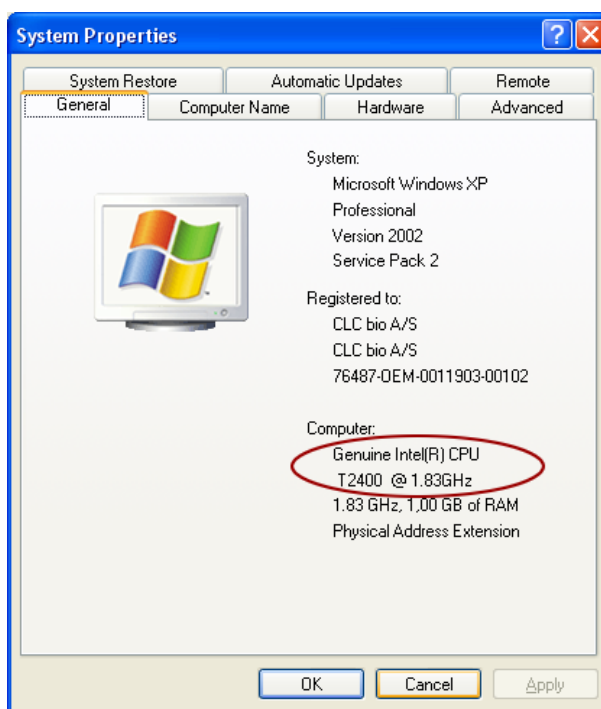 System Properties
System Restore
Automatic Updates
Remote
General
Computer Name
Hardware
Advanced
System:
Microsoft Windows XP
Professional
Version 2002
Service Pack 2
Registered to:
CLC bio A/S
CLC bio A/S
76487-OEM-0011903-00102
Computer:
Genuine Intel(R) CPU
T2400 @ 1.83GHz
1.83 GHz, 1,00 GB of RAM
Physical Address Extension
OK
Cancel
Apply